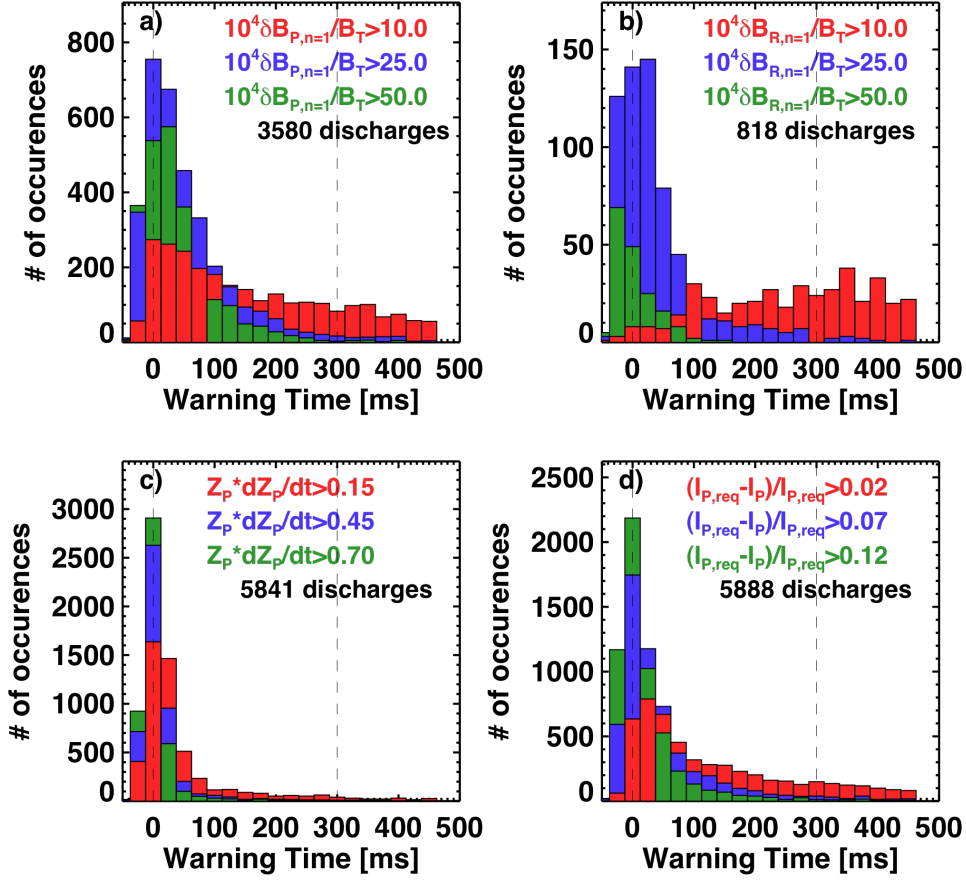 a)
10⁴δB_P,n=1/B_T>10.0
10⁴δB_P,n=1/B_T>25.0
10⁴δB_P,n=1/B_T>50.0
3580 discharges
# of occurences
800
600
400
200
0
0 100 200 300 400 500
Warning Time [ms]
b)
10⁴δB_R,n=1/B_T>10.0
10⁴δB_R,n=1/B_T>25.0
10⁴δB_R,n=1/B_T>50.0
818 discharges
# of occurences
150
100
50
0
0 100 200 300 400 500
Warning Time [ms]
c)
Z_P*dZ_P/dt>0.15
Z_P*dZ_P/dt>0.45
Z_P*dZ_P/dt>0.70
5841 discharges
# of occurences
3000
2500
2000
1500
1000
500
0
0 100 200 300 400 500
Warning Time [ms]
d)
(I_P,req-I_P)/I_P,req>0.02
(I_P,req-I_P)/I_P,req>0.07
(I_P,req-I_P)/I_P,req>0.12
5888 discharges
# of occurences
2500
2000
1500
1000
500
0
0 100 200 300 400 500
Warning Time [ms]